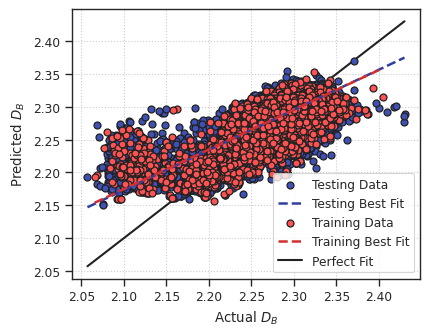 2.40
2.35
2.30
2.25
2.20
2.15
2.10
2.05
Predicted D_B
Testing Data
Testing Best Fit
Training Data
Training Best Fit
Perfect Fit
2.05 2.10 2.15 2.20 2.25 2.30 2.35 2.40
Actual D_B